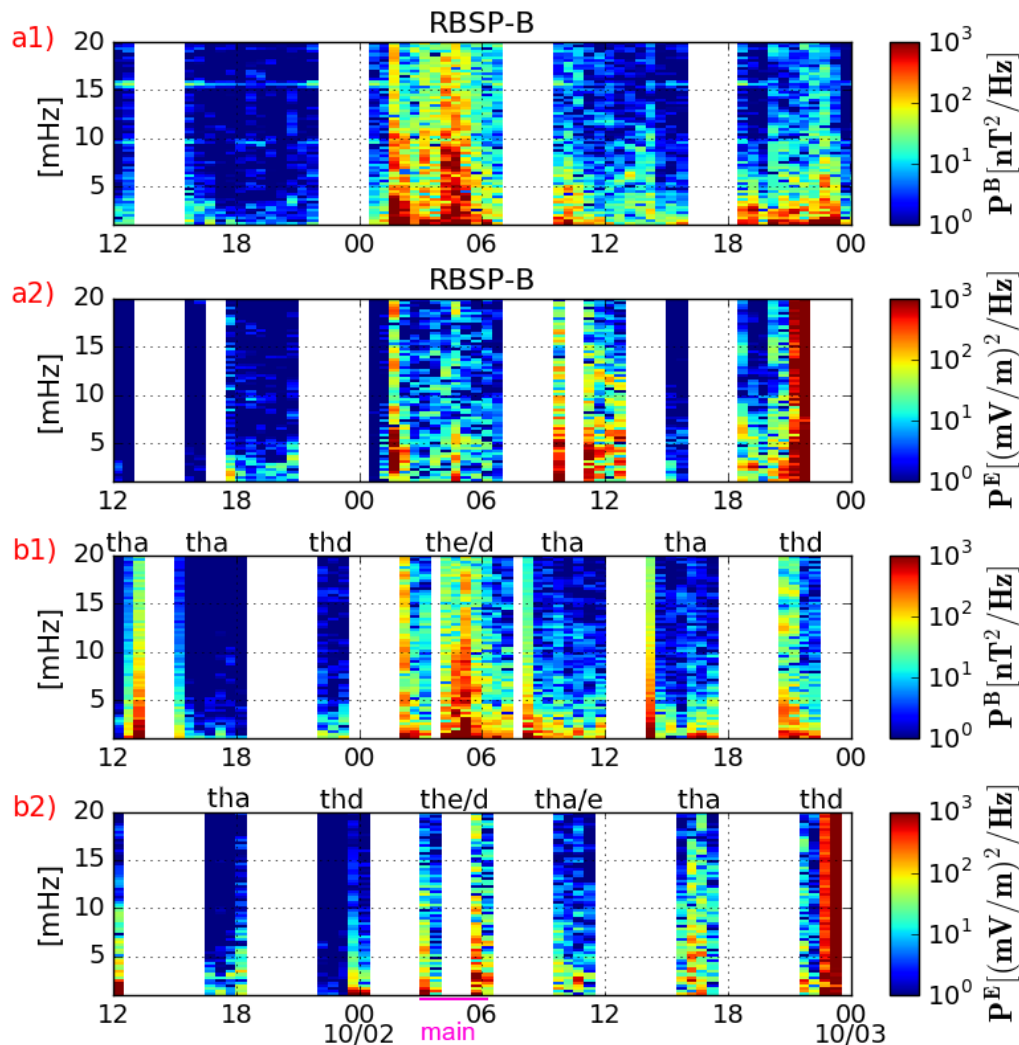 RBSP-B
a1)
20
15
10
5
[mHz]
12 18 00 06 12 18 00
10³
10²
10¹
10⁰
P^B[nT²/Hz]
RBSP-B
a2)
20
15
10
5
[mHz]
12 18 00 06 12 18 00
10³
10²
10¹
10⁰
P^E[(mV/m)²/Hz]
b1)
tha tha thd the/d tha tha thd
20
15
10
5
[mHz]
12 18 00 06 12 18 00
10³
10²
10¹
10⁰
P^B[nT²/Hz]
b2)
tha thd the/d tha/e tha thd
20
15
10
5
[mHz]
12 18 00 06 12 18 00
10/02 main 10/03
10³
10²
10¹
10⁰
P^E[(mV/m)²/Hz]